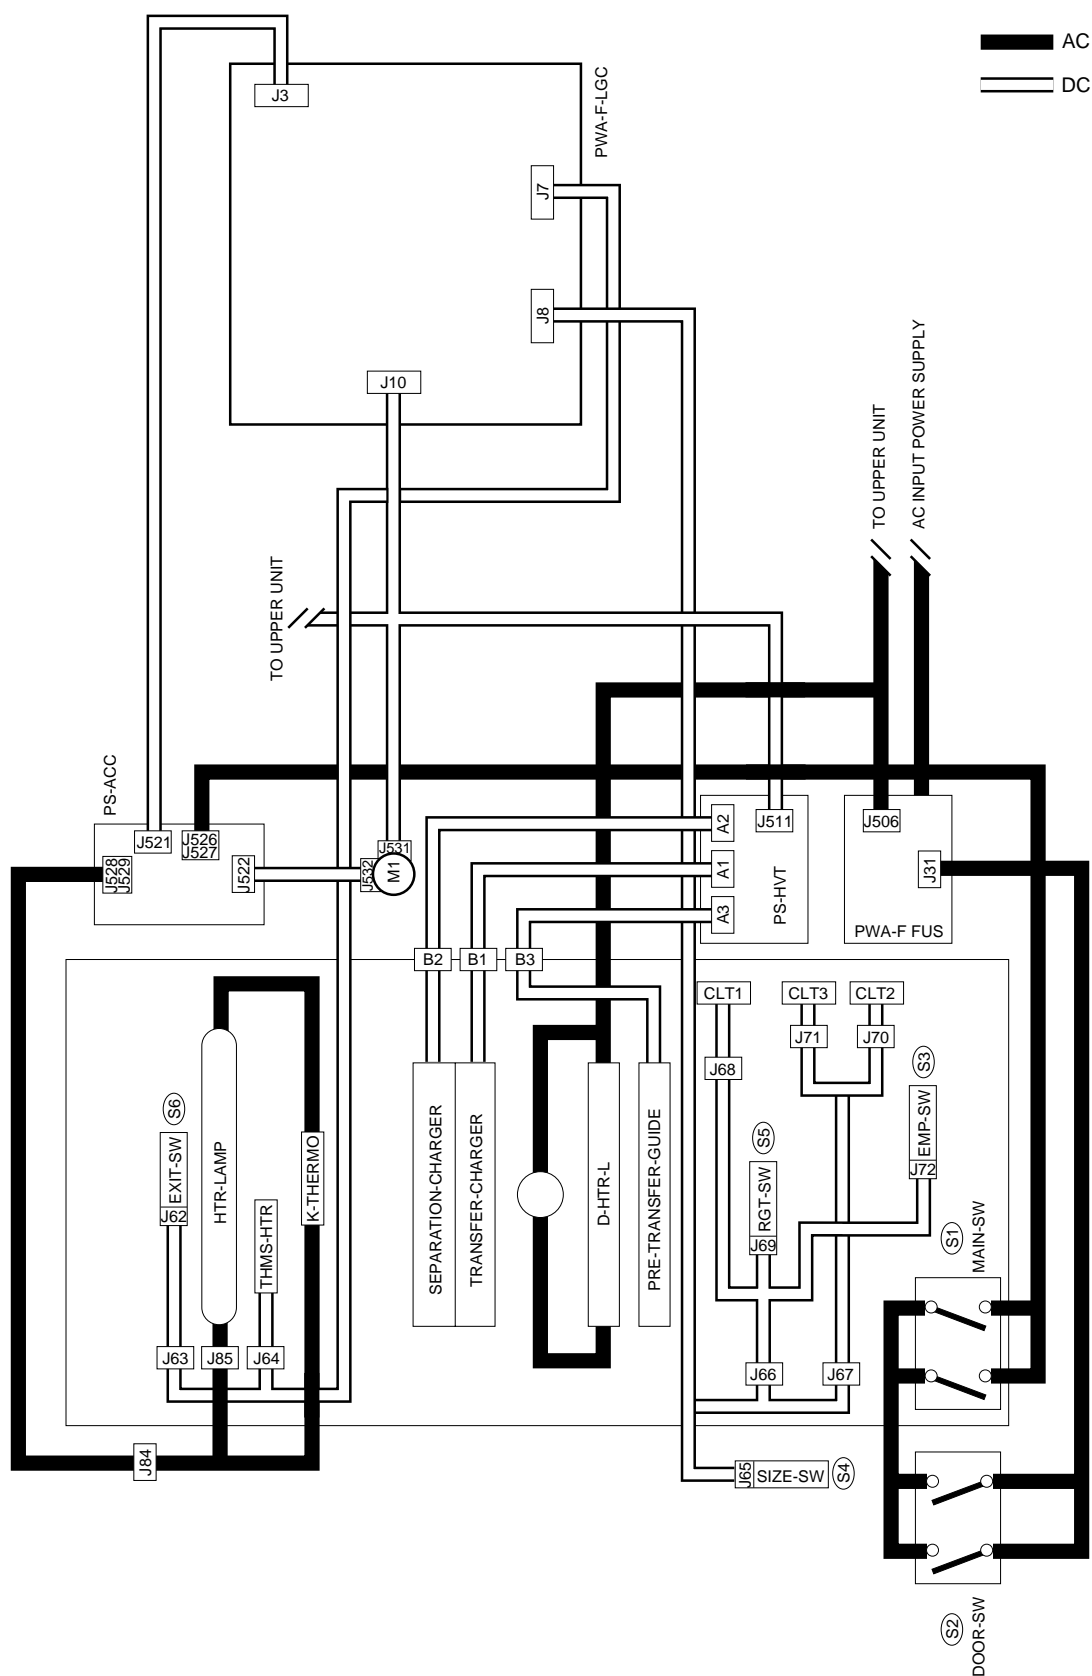 AC
DC
J3
PWA-F-LGC
J7
J8
J10
TO UPPER UNIT
AC INPUT POWER SUPPLY
TO UPPER UNIT
PS-ACC
J521
J526
J527
J528
J529
J522
J531
J532
M1
A2
A1
A3
J511
PS-HVT
J506
J31
PWA-F FUS
B2
B1
B3
CLT1
CLT3
CLT2
J71
J70
J68
S3
EMP-SW
J72
S5
RGT-SW
J69
S6
EXIT-SW
J62
HTR-LAMP
THMS-HTR
K-THERMO
SEPARATION-CHARGER
TRANSFER-CHARGER
D-HTR-L
PRE-TRANSFER-GUIDE
S1
MAIN-SW
J63
J85
J64
J66
J67
J84
J65
SIZE-SW
S4
S2
DOOR-SW